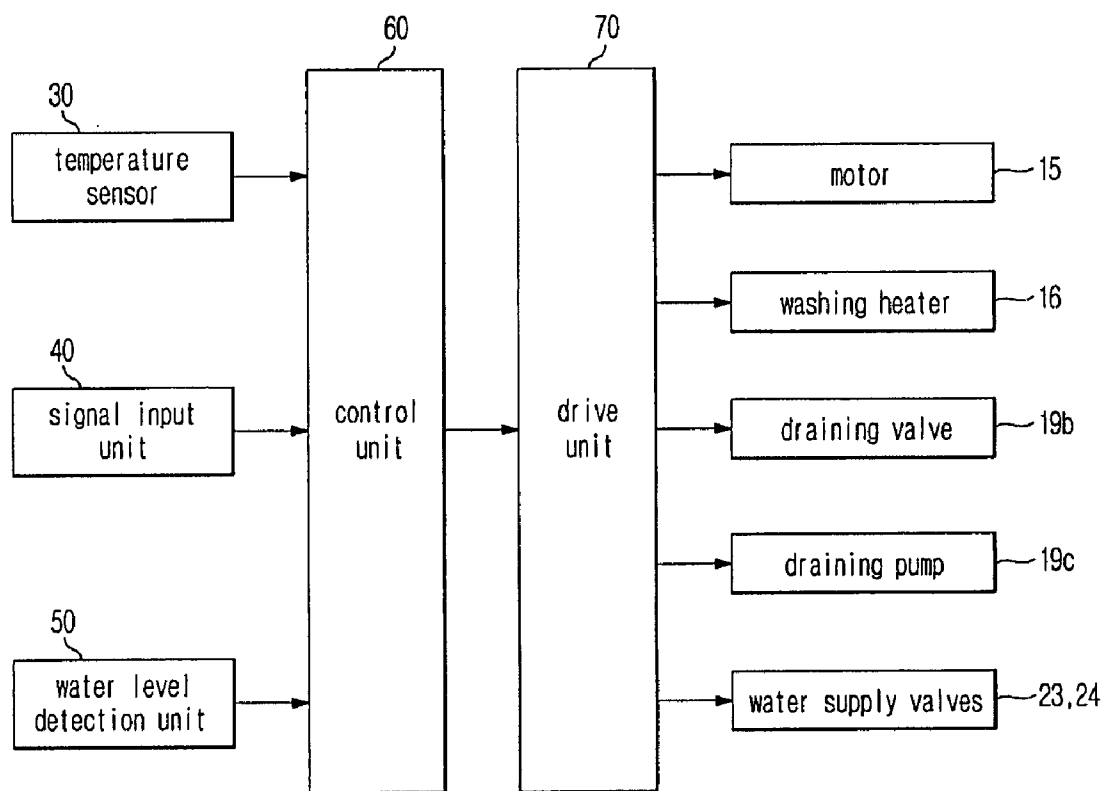 60
70
30
temperature
sensor
motor
15
washing heater
16
40
signal input
unit
control
unit
drive
unit
draining valve
19b
draining pump
19c
50
water level
detection unit
water supply valves
23,24